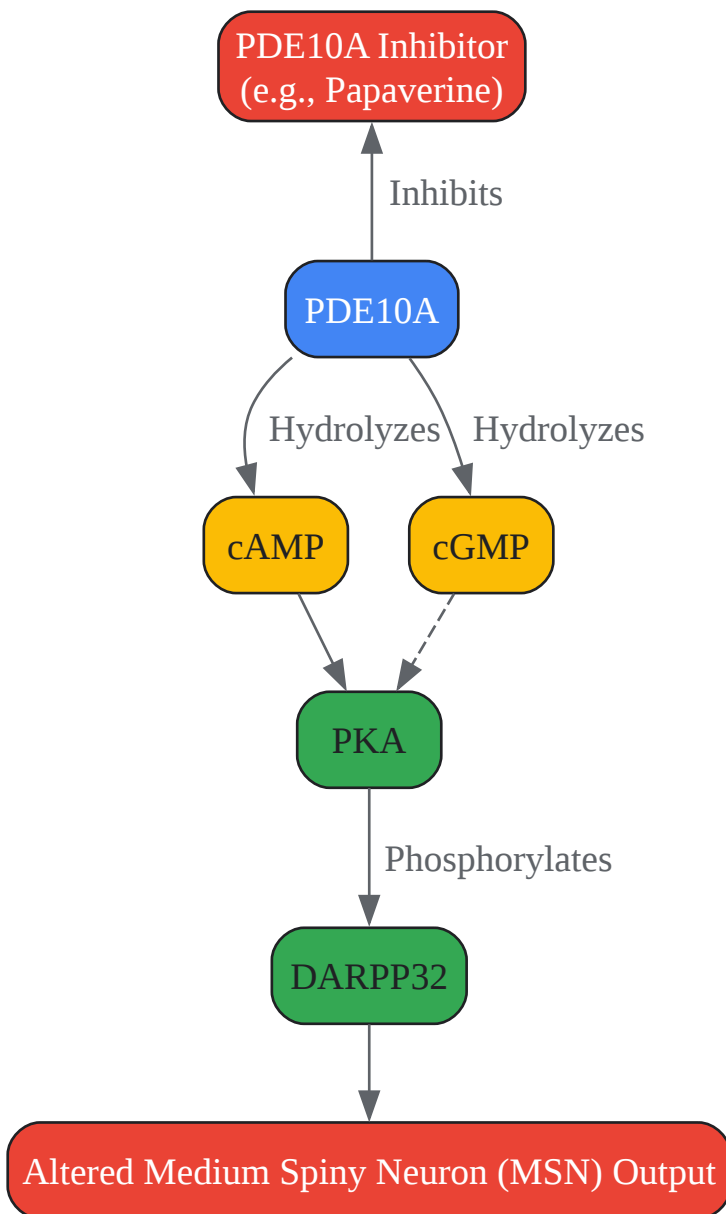 PDE10A Inhibitor
(e.g., Papaverine)
Inhibits
PDE10A
Hydrolyzes
Hydrolyzes
cAMP
cGMP
PKA
Phosphorylates
DARPP32
Altered Medium Spiny Neuron (MSN) Output